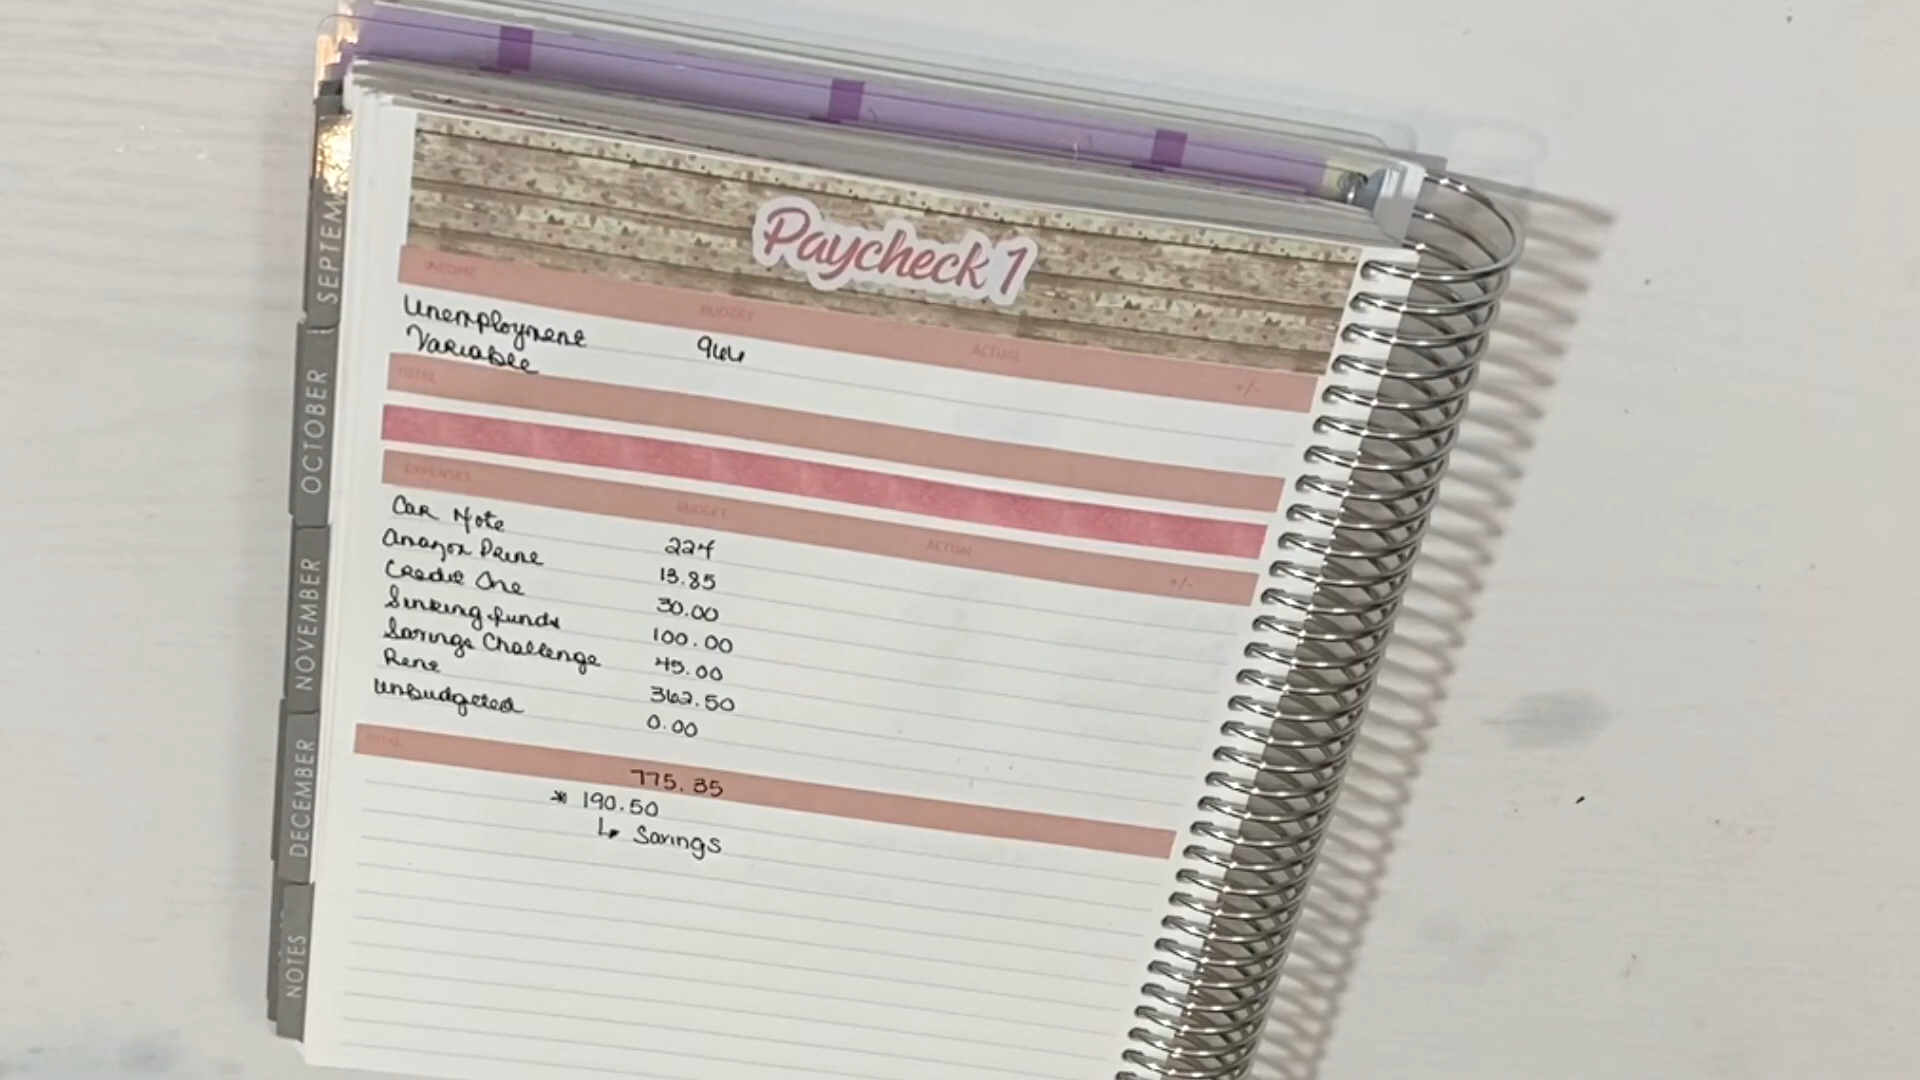 Paycheck 1
INCOME BUDGET ACTUAL +/-
Unemployment 966
Variable
TOTAL
EXPENSES BUDGET ACTUAL +/-
Car Note 224
Amazon Prime 13.85
Credit One 30.00
Sinking funds 100.00
Savings Challenge 45.00
Rent 362.50
Unbudgeted 0.00
TOTAL 775.35
* 190.50
↳ Savings
SEPTEM
OCTOBER
NOVEMBER
DECEMBER
NOTES